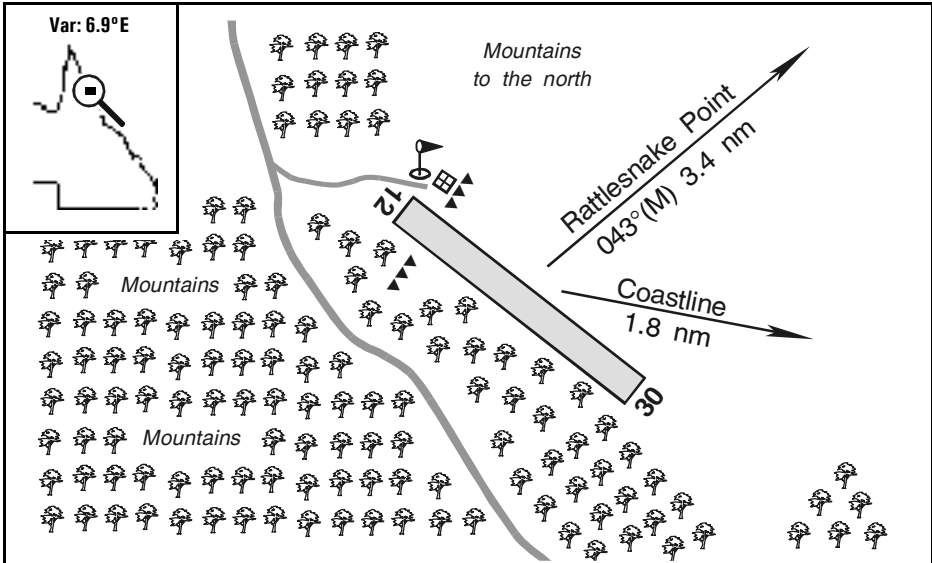 Var: 6.9°E
Mountains
to the north
Rattlesnake Point
043°(M) 3.4 nm
12
Mountains
Coastline
1.8 nm
30
Mountains